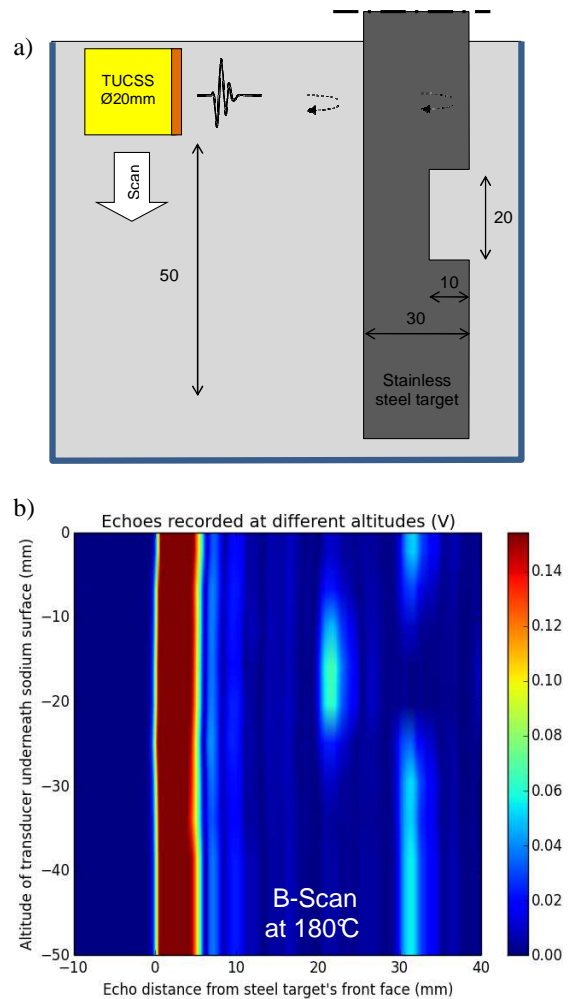 a)
TUCSS
Ø20mm
Scan
50
20
10
30
Stainless
steel target
b)
Echoes recorded at different altitudes (V)
Altitude of transducer underneath sodium surface (mm)
0
−10
−20
−30
−40
−50
B-Scan
at 180℃
−10 0 10 20 30 40
Echo distance from steel target's front face (mm)
0.14
0.12
0.10
0.08
0.06
0.04
0.02
0.00